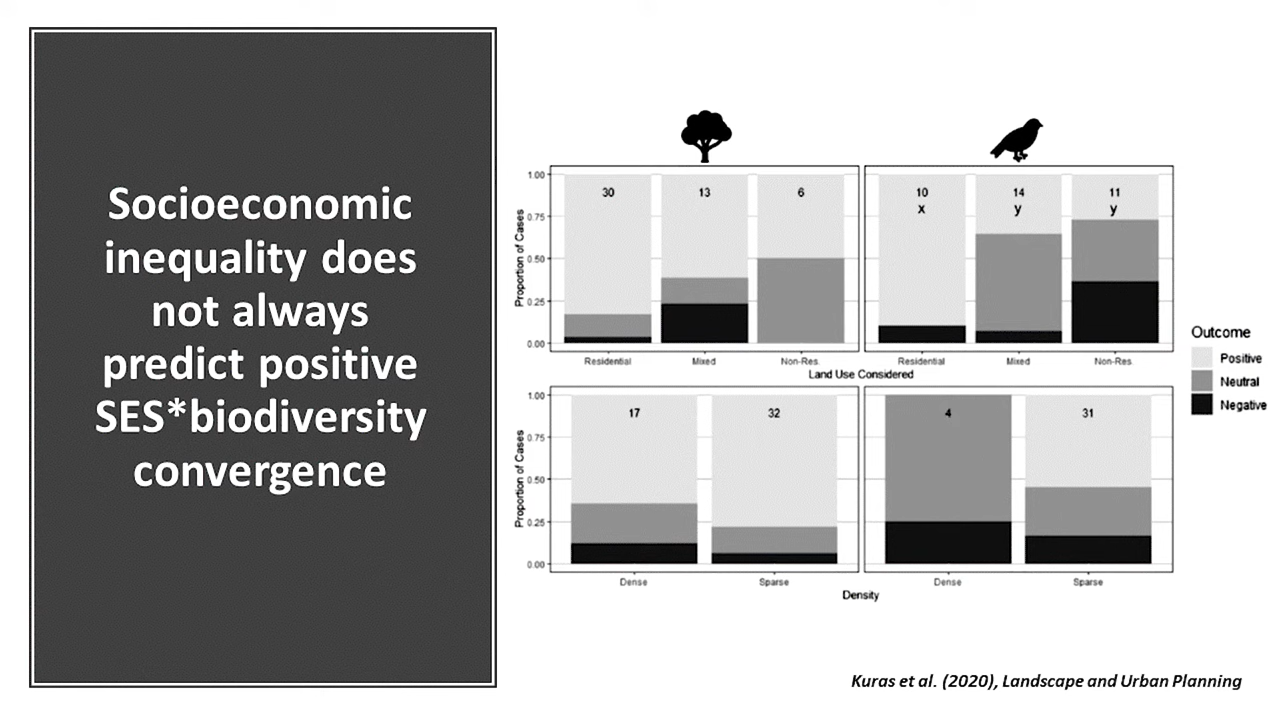 Socioeconomic
inequality does
not always
predict positive
SES*biodiversity
convergence
Proportion of Cases
1.00
0.75
0.50
0.25
0.00
30
13
6
10
x
14
y
11
y
Residential
Mixed
Non-Res.
Residential
Mixed
Non-Res.
Land Use Considered
Proportion of Cases
1.00
0.75
0.50
0.25
0.00
17
32
4
31
Dense
Sparse
Dense
Sparse
Density
Outcome
Positive
Neutral
Negative
Kuras et al. (2020), Landscape and Urban Planning